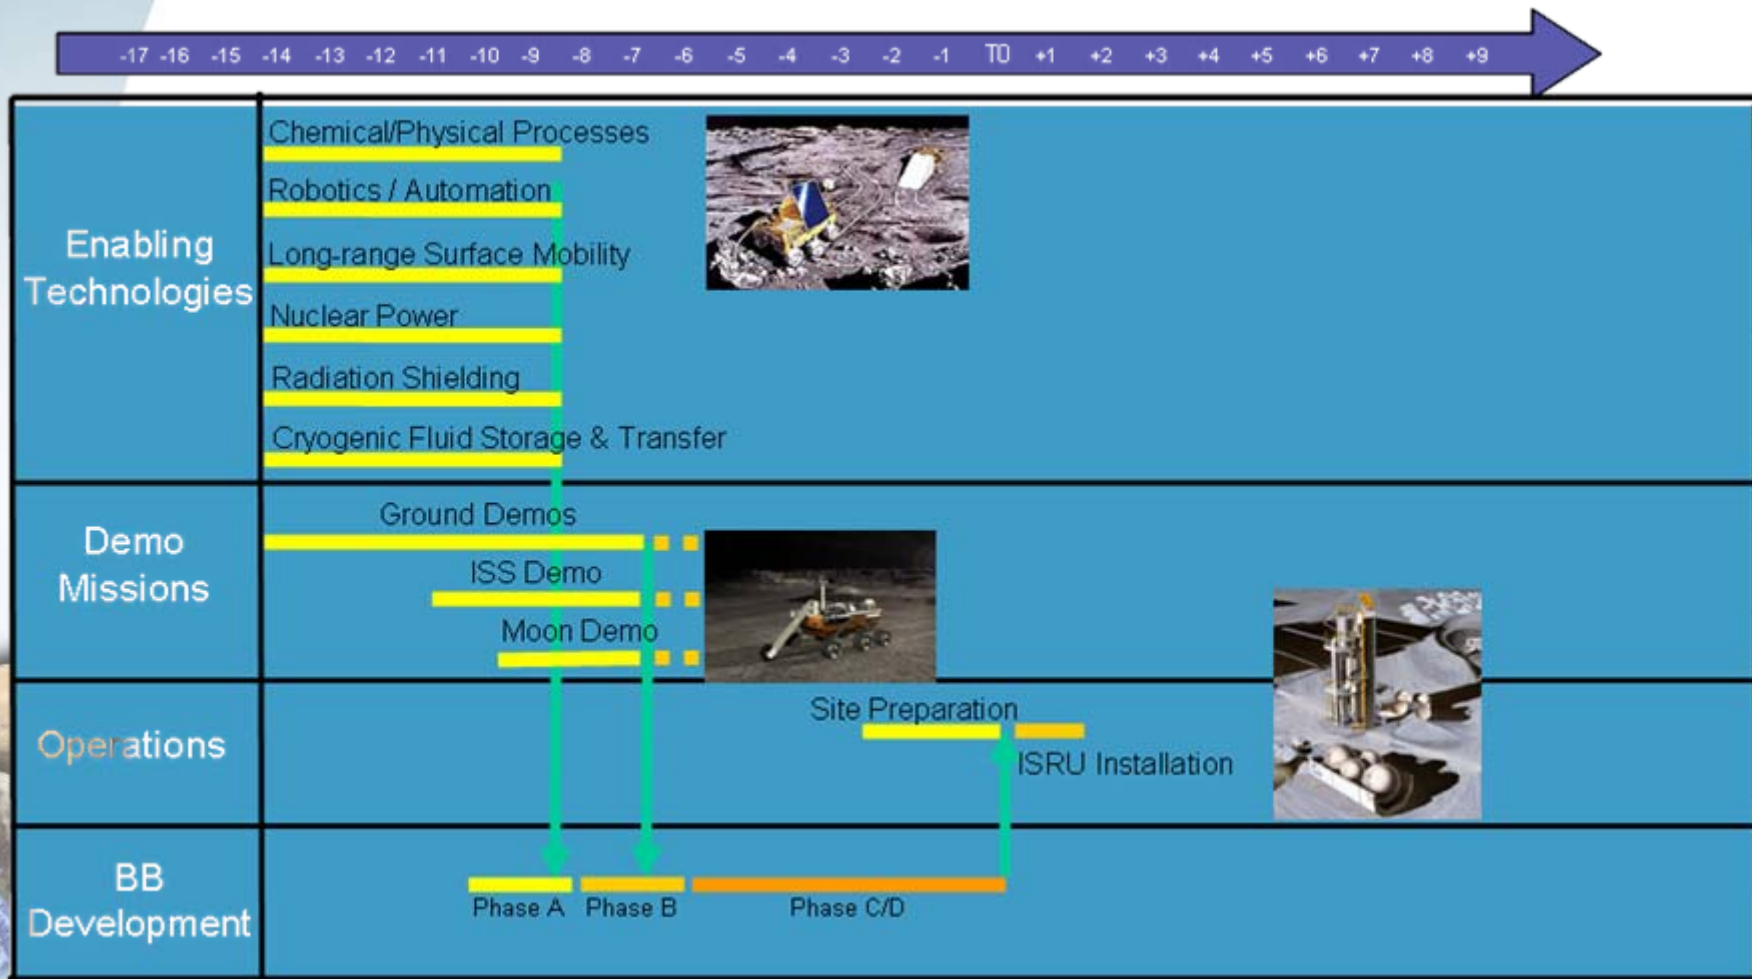 -17 -16 -15 -14 -13 -12 -11 -10 -9 -8 -7 -6 -5 -4 -3 -2 -1 T0 +1 +2 +3 +4 +5 +6 +7 +8 +9
Enabling
Technologies
Chemical/Physical Processes
Robotics / Automation
Long-range Surface Mobility
Nuclear Power
Radiation Shielding
Cryogenic Fluid Storage & Transfer
Demo
Missions
Ground Demos
ISS Demo
Moon Demo
Operations
Site Preparation
ISRU Installation
BB
Development
Phase A Phase B Phase C/D